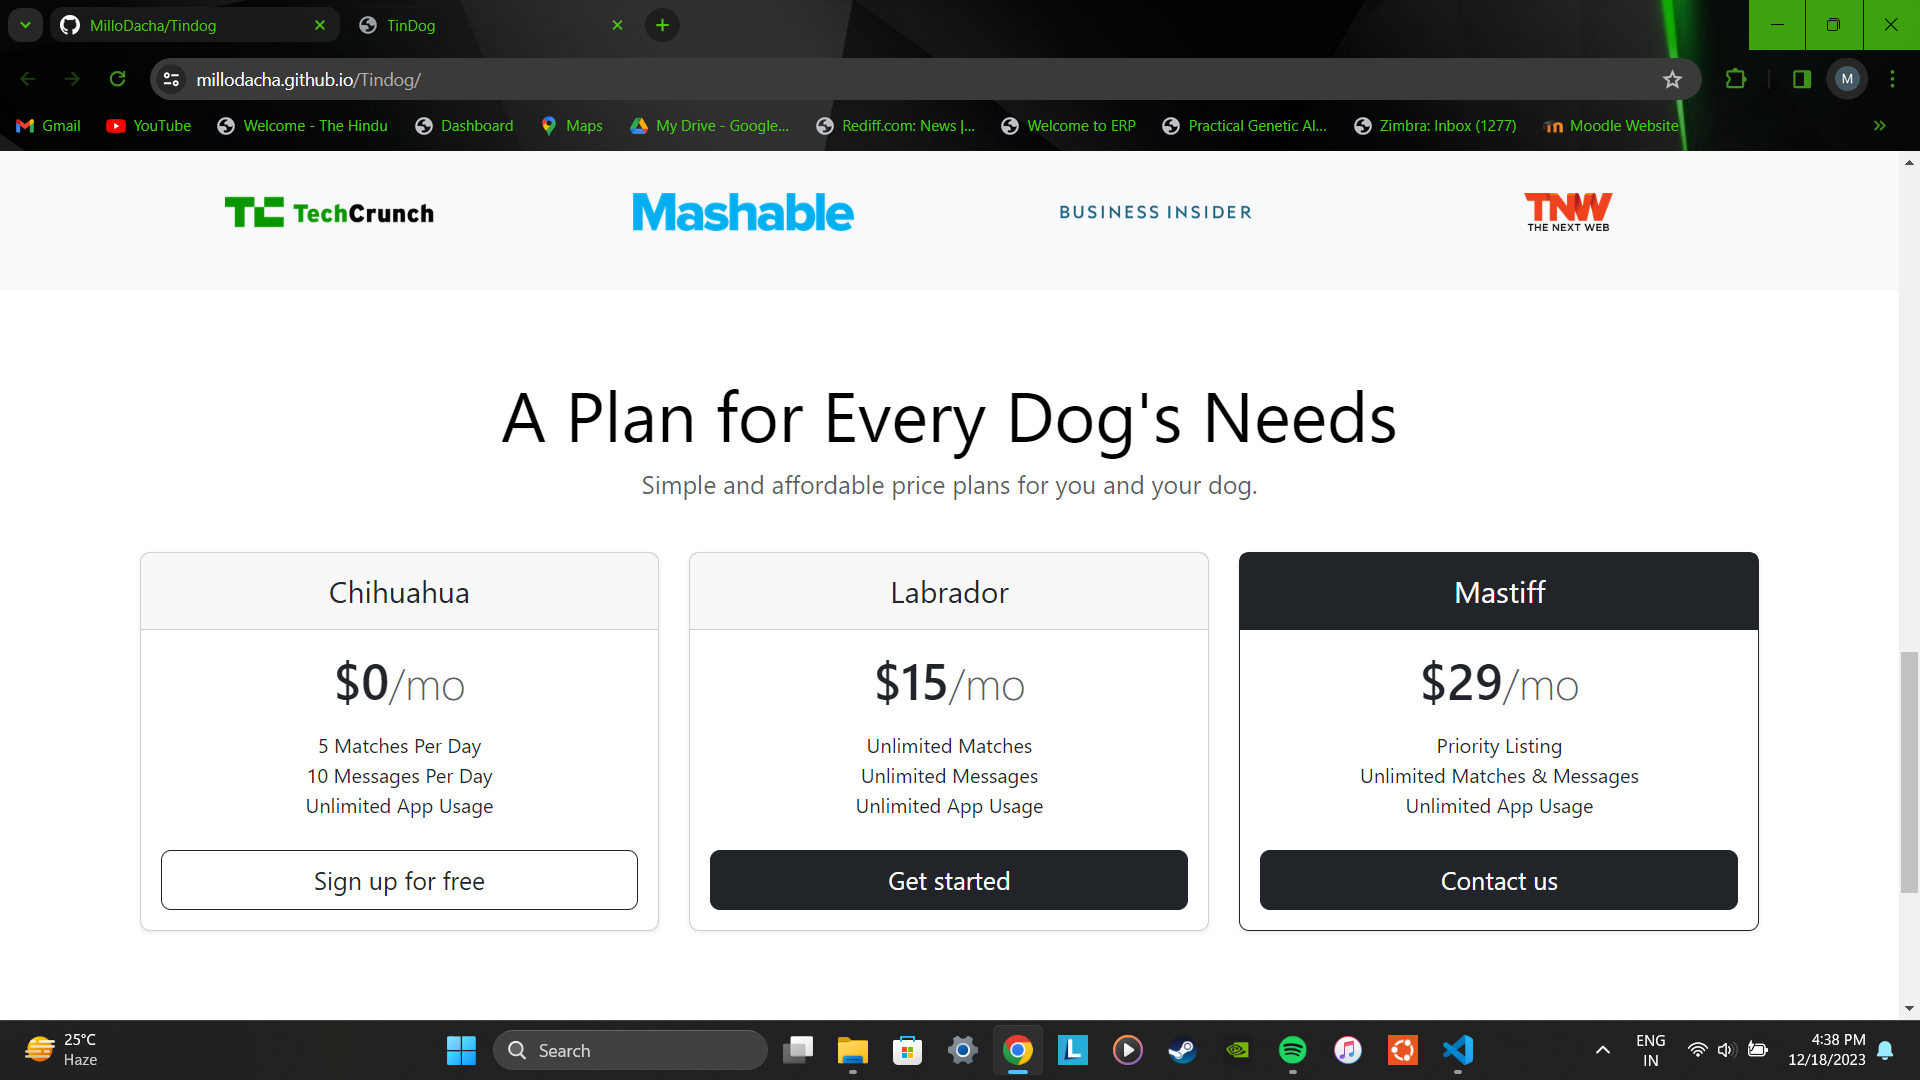 MilloDacha/Tindog
TinDog
millodacha.github.io/Tindog/
M
Gmail
YouTube
Welcome - The Hindu
Dashboard
Maps
My Drive - Google...
Rediff.com: News |...
Welcome to ERP
Practical Genetic Al...
Zimbra: Inbox (1277)
Moodle Website
TC TechCrunch
Mashable
BUSINESS INSIDER
TNW
THE NEXT WEB
A Plan for Every Dog's Needs
Simple and affordable price plans for you and your dog.
Chihuahua
$0/mo
5 Matches Per Day
10 Messages Per Day
Unlimited App Usage
Sign up for free
Labrador
$15/mo
Unlimited Matches
Unlimited Messages
Unlimited App Usage
Get started
Mastiff
$29/mo
Priority Listing
Unlimited Matches & Messages
Unlimited App Usage
Contact us
25°C
Haze
Search
L
ENG
IN
4:38 PM
12/18/2023